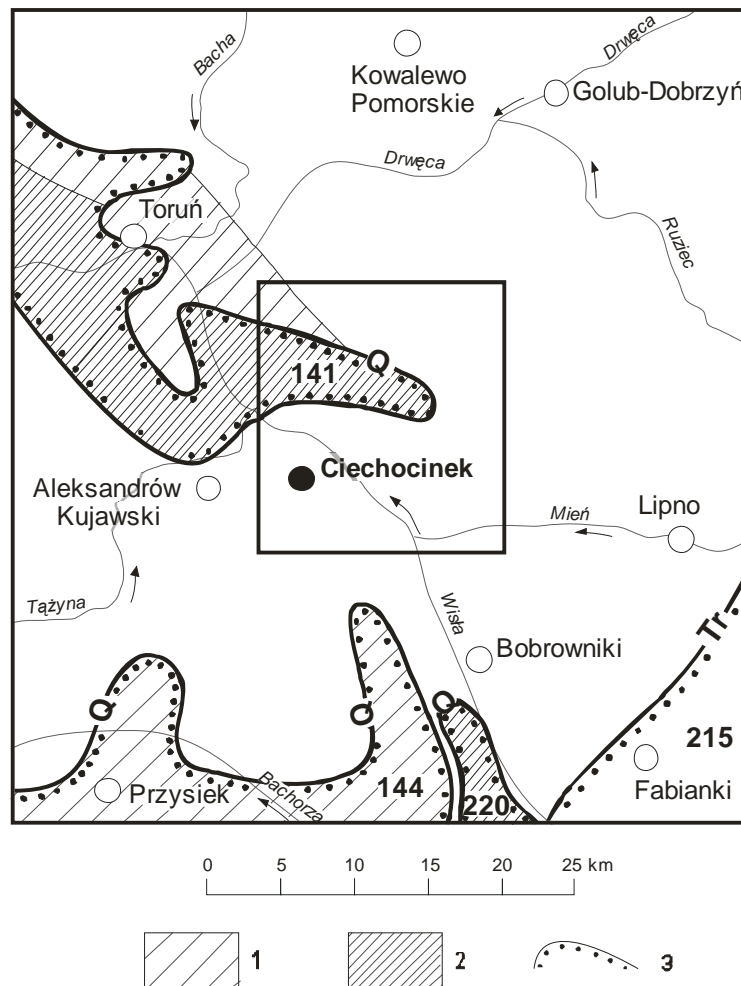 Bacha
Kowalewo
Pomorskie
Drwęca
Golub-Dobrzyń
Drwęca
Toruń
Ruziec
Q
141
Ciechocinek
Aleksandrów
Kujawski
Mień
Lipno
Tążyna
Wisła
Bobrowniki
Tr
Q
Q
Q
215
Fabianki
Przysiek
Bachorza
144
220
0 5 10 15 20 25 km
1 2 3